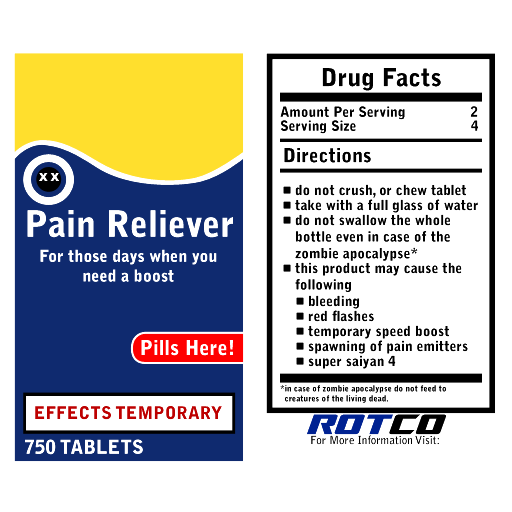 x x
Pain Reliever
For those days when you
need a boost
Pills Here!
EFFECTS TEMPORARY
750 TABLETS
Drug Facts
Amount Per Serving 2
Serving Size 4
Directions
do not crush, or chew tablet
take with a full glass of water
do not swallow the whole
bottle even in case of the
zombie apocalypse*
this product may cause the
following
bleeding
red flashes
temporary speed boost
spawning of pain emitters
super saiyan 4
*in case of zombie apocalypse do not feed to
creatures of the living dead.
ROTCO
For More Information Visit: